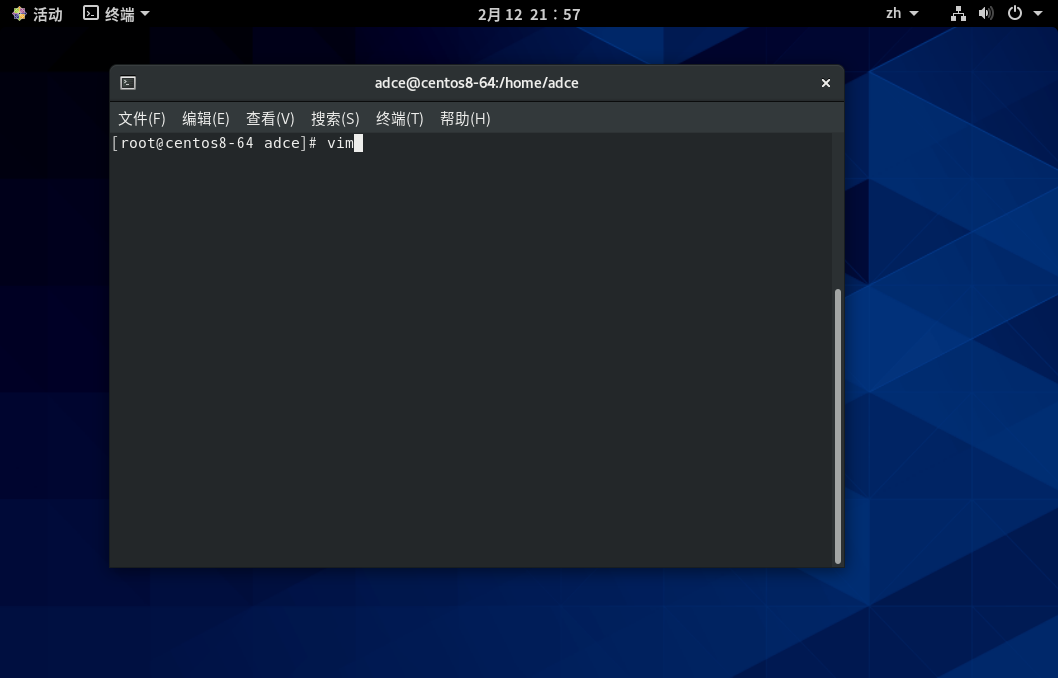 活动 终端 2月 12 21：57 zh
adce@centos8-64:/home/adce
文件(F) 编辑(E) 查看(V) 搜索(S) 终端(T) 帮助(H)
[root@centos8-64 adce]# vim